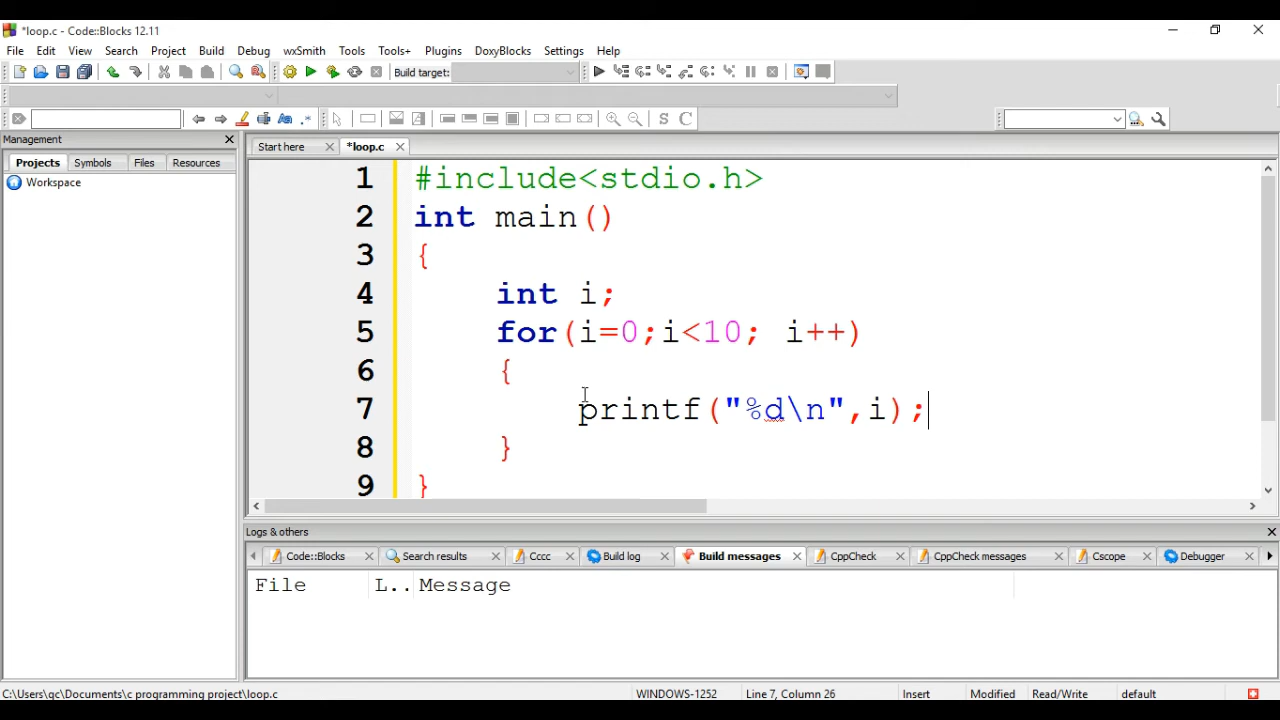 *loop.c - Code::Blocks 12.11
File Edit View Search Project Build Debug wxSmith Tools Tools+ Plugins DoxyBlocks Settings Help
Build target:
Management
Start here *loop.c
Projects Symbols Files Resources
Workspace
1 #include<stdio.h>
2 int main()
3 {
4 int i;
5 for(i=0;i<10; i++)
6 {
7 printf("%d\n",i);
8 }
9 }
Logs & others
Code::Blocks Search results Cccc Build log Build messages CppCheck CppCheck messages Cscope Debugger
File L.. Message
C:\Users\qc\Documents\c programming project\loop.c WINDOWS-1252 Line 7, Column 26 Insert Modified Read/Write default